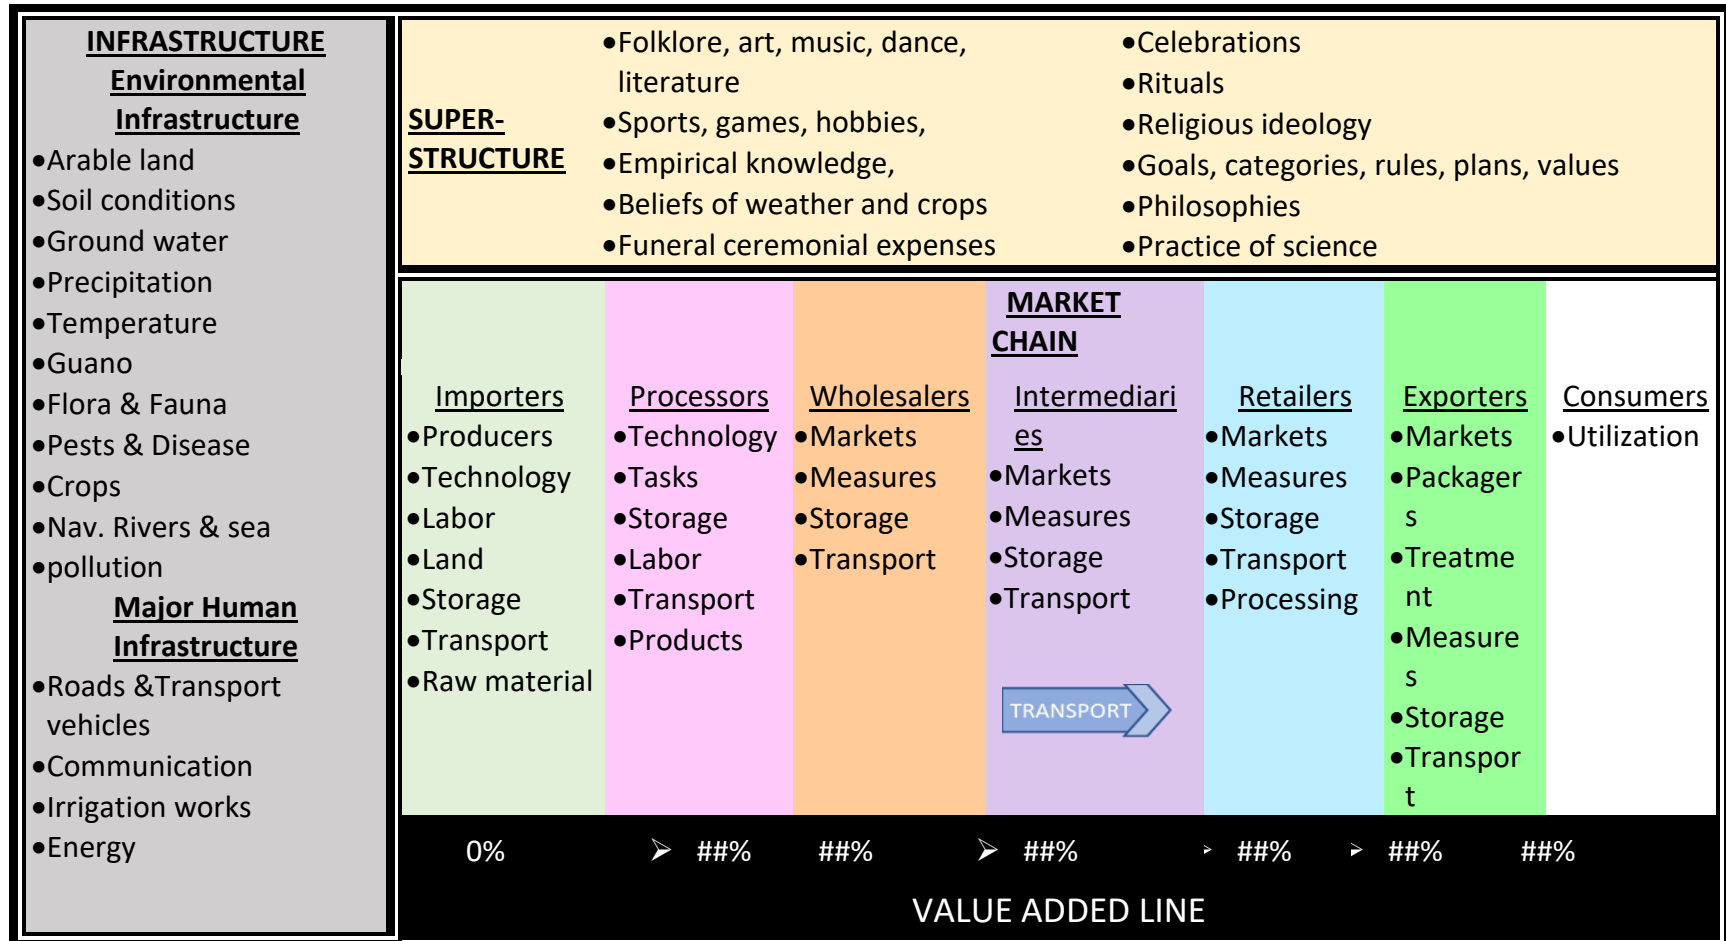 INFRASTRUCTURE
Environmental
Infrastructure
•Arable land
•Soil conditions
•Ground water
•Precipitation
•Temperature
•Guano
•Flora & Fauna
•Pests & Disease
•Crops
•Nav. Rivers & sea
•pollution
Major Human
Infrastructure
•Roads &Transport
vehicles
•Communication
•Irrigation works
•Energy
SUPER-
STRUCTURE
•Folklore, art, music, dance,
literature
•Sports, games, hobbies,
•Empirical knowledge,
•Beliefs of weather and crops
•Funeral ceremonial expenses
•Celebrations
•Rituals
•Religious ideology
•Goals, categories, rules, plans, values
•Philosophies
•Practice of science
MARKET
CHAIN
Importers
•Producers
•Technology
•Labor
•Land
•Storage
•Transport
•Raw material
Processors
•Technology
•Tasks
•Storage
•Labor
•Transport
•Products
Wholesalers
•Markets
•Measures
•Storage
•Transport
Intermediari
es
•Markets
•Measures
•Storage
•Transport
TRANSPORT
Retailers
•Markets
•Measures
•Storage
•Transport
•Processing
Exporters
•Markets
•Packager
s
•Treatme
nt
•Measure
s
•Storage
•Transpor
t
Consumers
•Utilization
0% ➢ ##% ##% ➢ ##% ➢ ##% ➢ ##% ##%
VALUE ADDED LINE